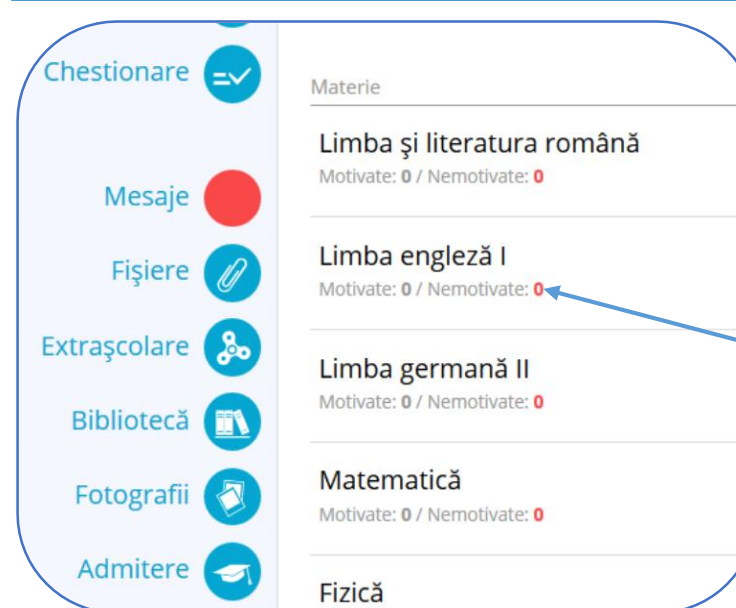 Chestionare
Mesaje
Fişiere
Extraşcolare
Bibliotecă
Fotografii
Admitere
Materie
Limba şi literatura română
Motivate: 0 / Nemotivate: 0
Limba engleză I
Motivate: 0 / Nemotivate: 0
Limba germană II
Motivate: 0 / Nemotivate: 0
Matematică
Motivate: 0 / Nemotivate: 0
Fizică